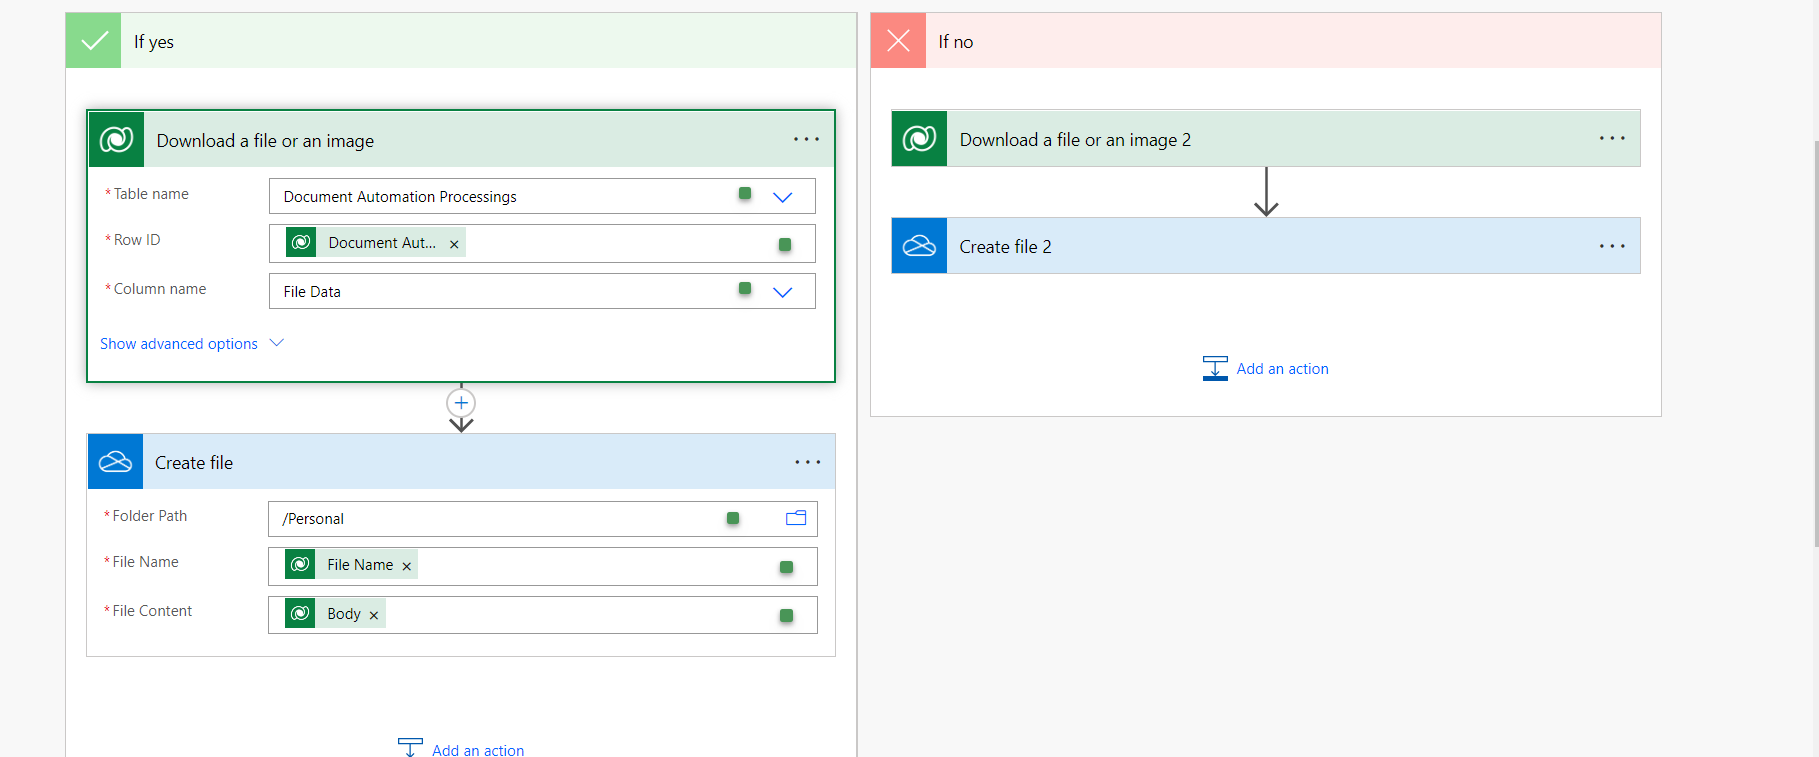 If yes
Download a file or an image
* Table name
Document Automation Processings
* Row ID
Document Aut... ×
* Column name
File Data
Show advanced options
Create file
* Folder Path
/Personal
* File Name
File Name ×
* File Content
Body ×
Add an action
If no
Download a file or an image 2
Create file 2
Add an action